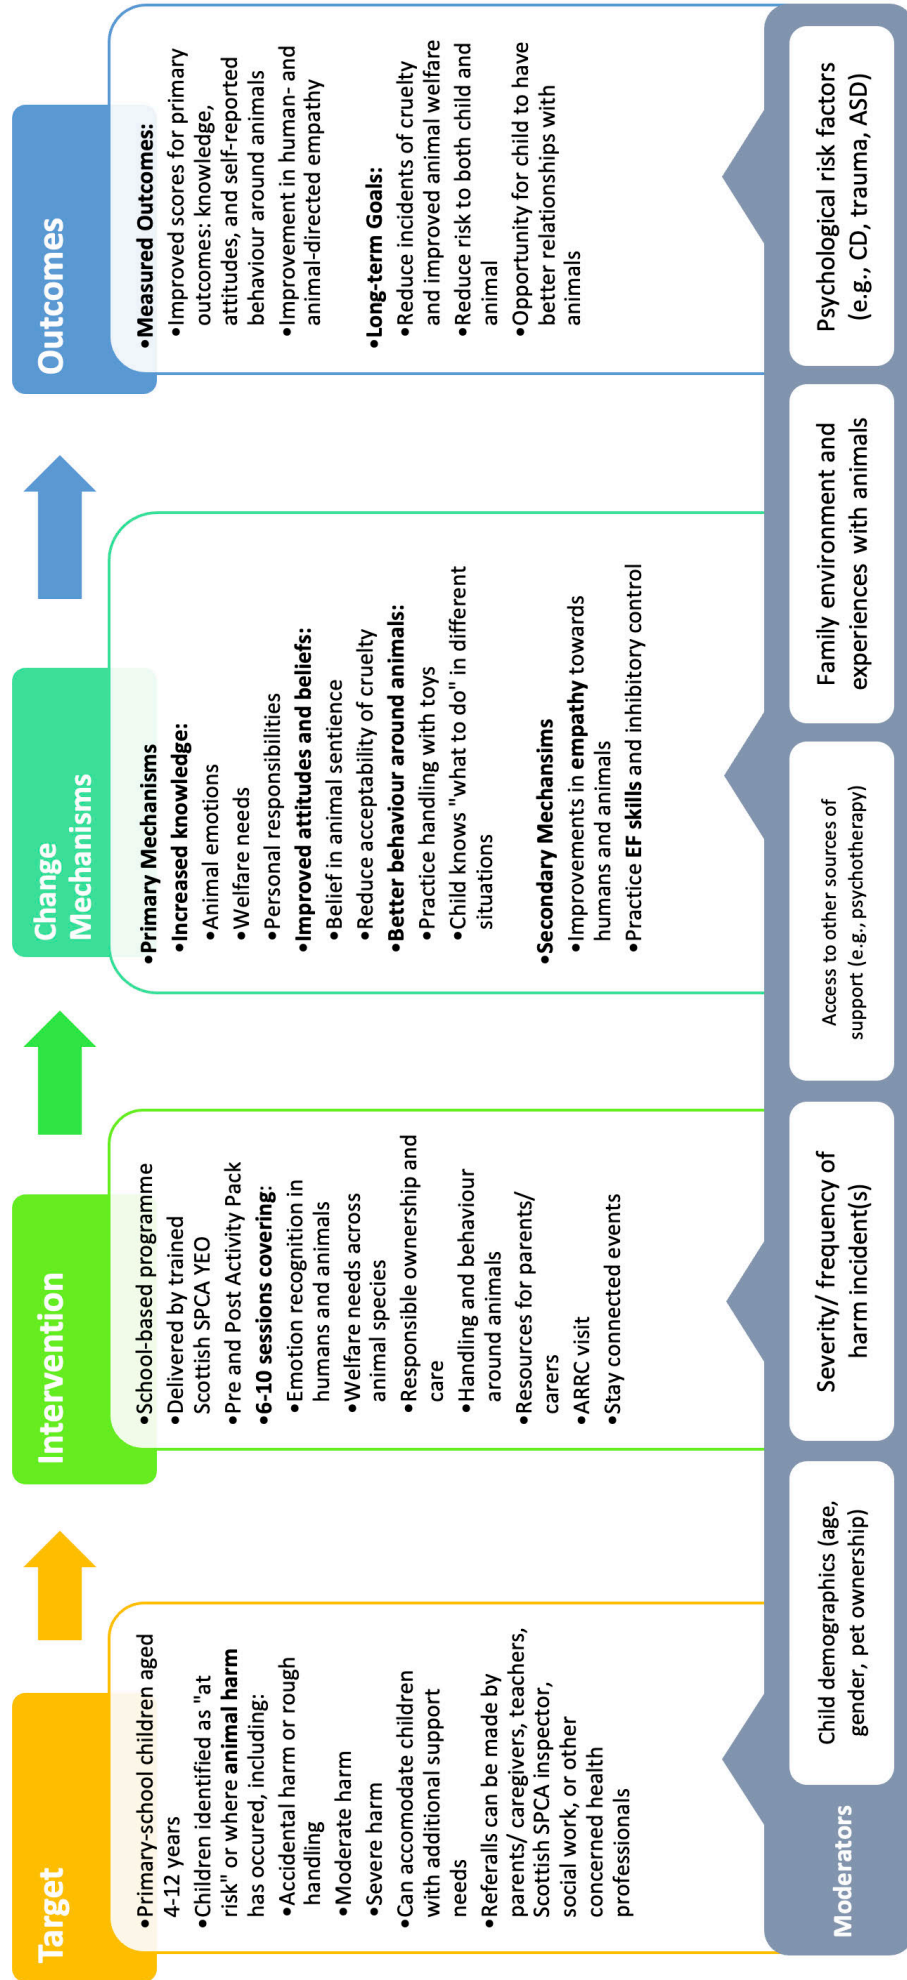 Target
•Primary-school children aged
4-12 years
•Children identified as "at
risk" or where animal harm
has occured, including:
•Accidental harm or rough
handling
•Moderate harm
•Severe harm
•Can accomodate children
with additional support
needs
•Referalls can be made by
parents/ caregivers, teachers,
Scottish SPCA inspector,
social work, or other
concerned health
professionals
Intervention
•School-based programme
•Delivered by trained
Scottish SPCA YEO
•Pre and Post Activity Pack
•6-10 sessions covering:
•Emotion recognition in
humans and animals
•Welfare needs across
animal species
•Responsible ownership and
care
•Handling and behaviour
around animals
•Resources for parents/
carers
•ARRC visit
•Stay connected events
Change
Mechanisms
•Primary Mechanisms
•Increased knowledge:
•Animal emotions
•Welfare needs
•Personal responsibilities
•Improved attitudes and beliefs:
•Belief in animal sentience
•Reduce acceptability of cruelty
•Better behaviour around animals:
•Practice handling with toys
•Child knows "what to do" in different
situations
•Secondary Mechansims
•Improvements in empathy towards
humans and animals
•Practice EF skills and inhibitory control
Outcomes
•Measured Outcomes:
•Improved scores for primary
outcomes: knowledge,
attitudes, and self-reported
behaviour around animals
•Improvement in human- and
animal-directed empathy
•Long-term Goals:
•Reduce incidents of cruelty
and improved animal welfare
•Reduce risk to both child and
animal
•Opportunity for child to have
better relationships with
animals
Moderators
Child demographics (age,
gender, pet ownership)
Severity/ frequency of
harm incident(s)
Access to other sources of
support (e.g., psychotherapy)
Family environment and
experiences with animals
Psychological risk factors
(e.g., CD, trauma, ASD)